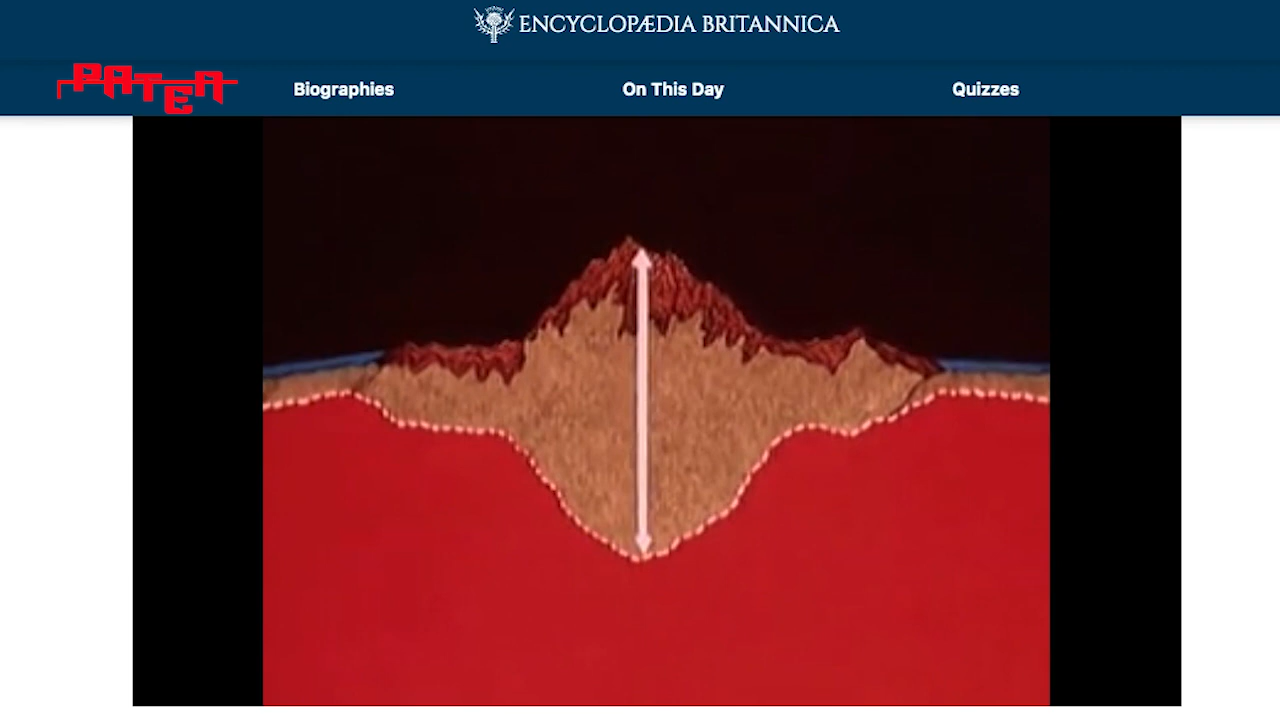 ENCYCLOPÆDIA BRITANNICA
PATEA
Biographies
On This Day
Quizzes